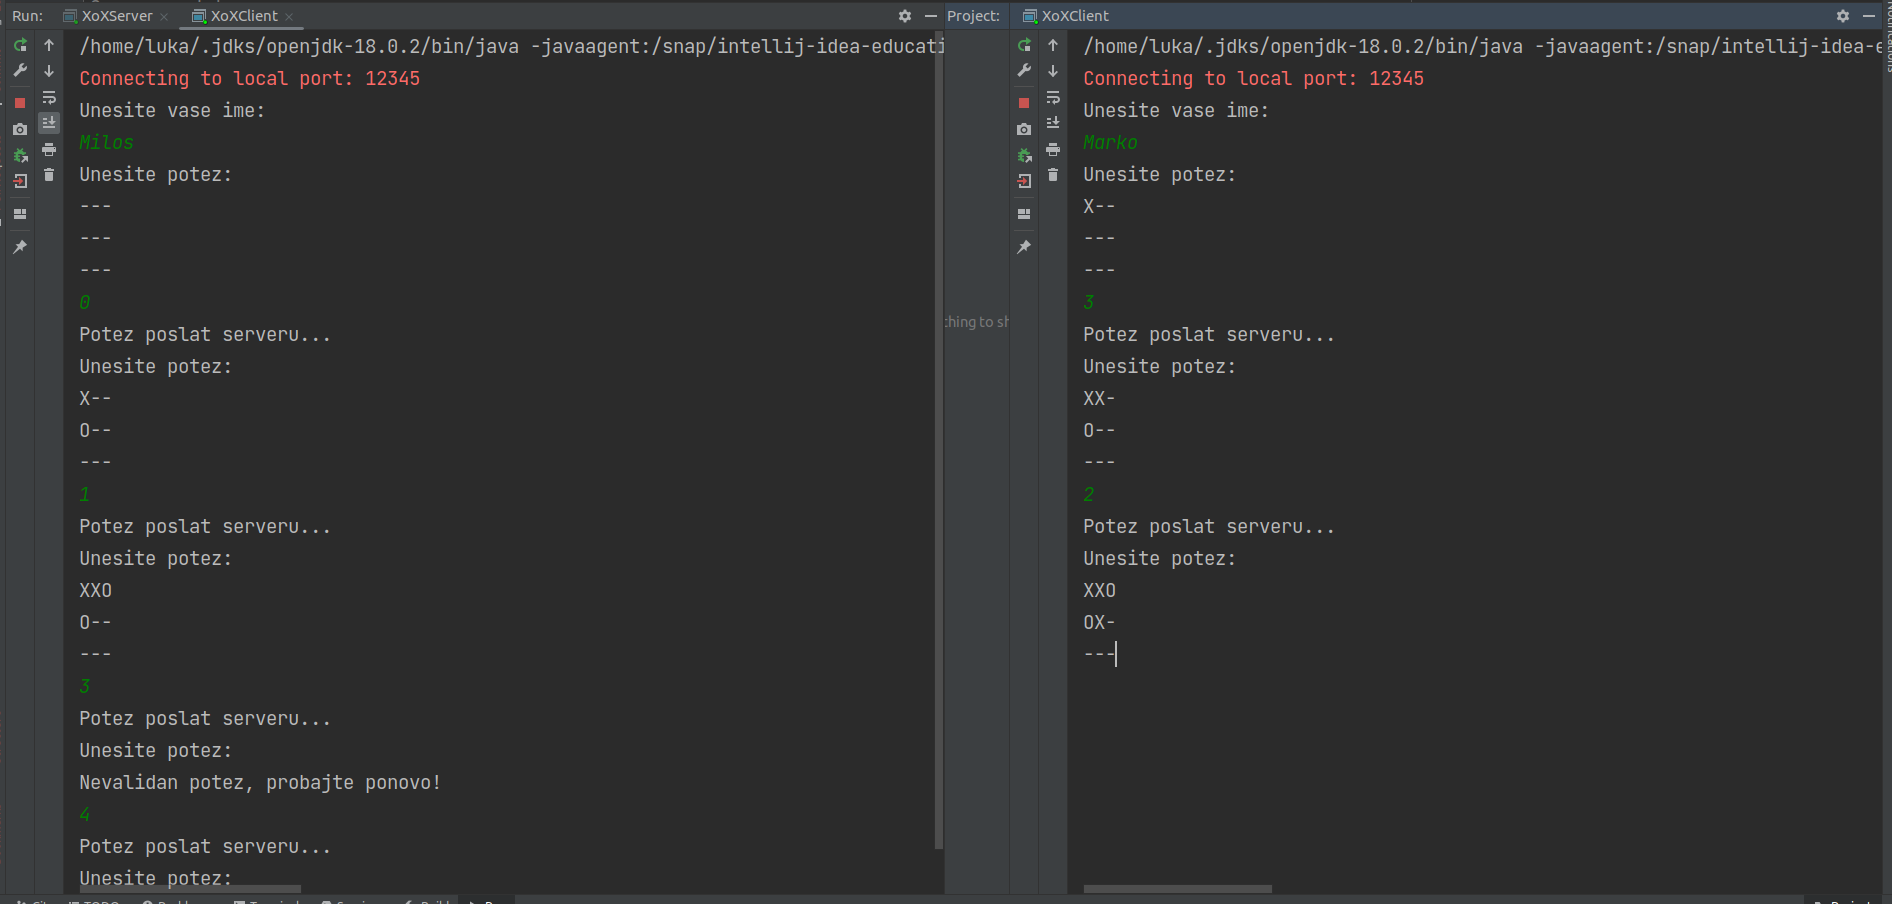 Run:
XoXServer
XoXClient
/home/luka/.jdks/openjdk-18.0.2/bin/java -javaagent:/snap/intellij-idea-educati
Connecting to local port: 12345
Unesite vase ime:
Milos
Unesite potez:
---
---
---
0
Potez poslat serveru...
Unesite potez:
X--
O--
---
1
Potez poslat serveru...
Unesite potez:
XXO
O--
---
3
Potez poslat serveru...
Unesite potez:
Nevalidan potez, probajte ponovo!
4
Potez poslat serveru...
Unesite potez:
Project:
XoXClient
thing to sh
/home/luka/.jdks/openjdk-18.0.2/bin/java -javaagent:/snap/intellij-idea-e
Connecting to local port: 12345
Unesite vase ime:
Marko
Unesite potez:
X--
---
---
3
Potez poslat serveru...
Unesite potez:
XX-
O--
---
2
Potez poslat serveru...
Unesite potez:
XXO
OX-
---